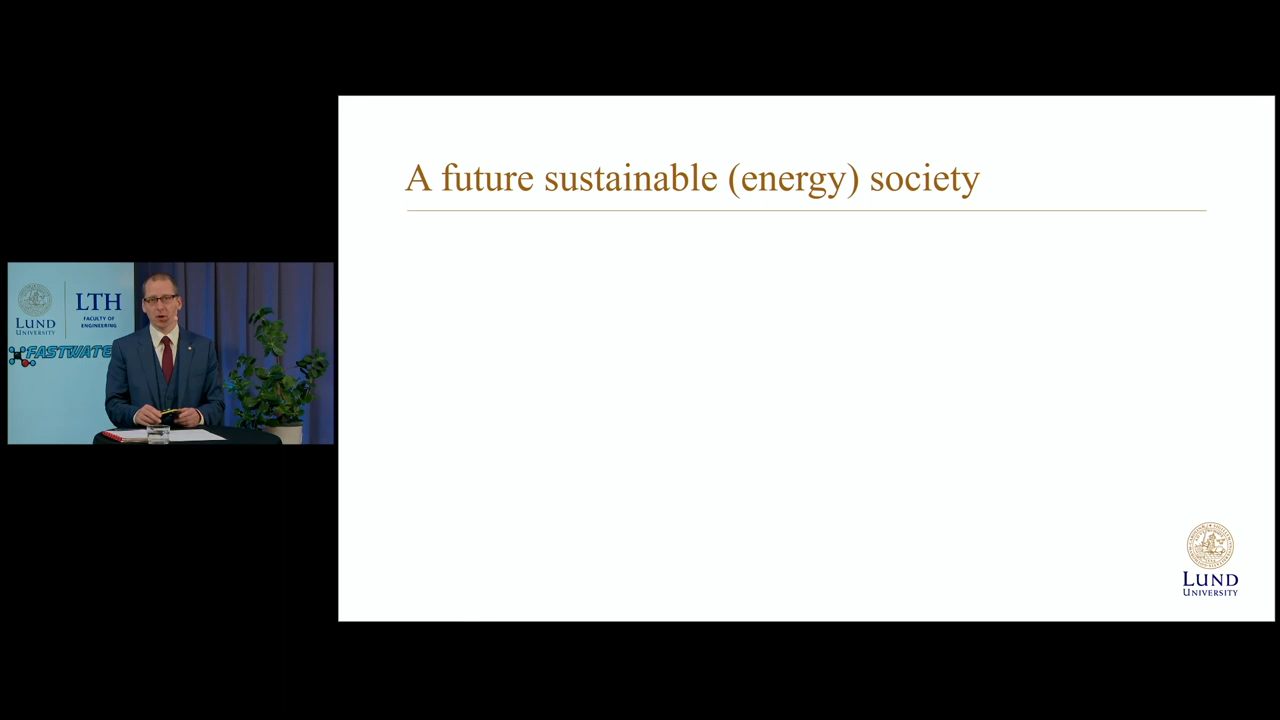 A future sustainable (energy) society
LUND
UNIVERSITY
LTH
FACULTY OF
ENGINEERING
FASTWATE
LUND
UNIVERSITY